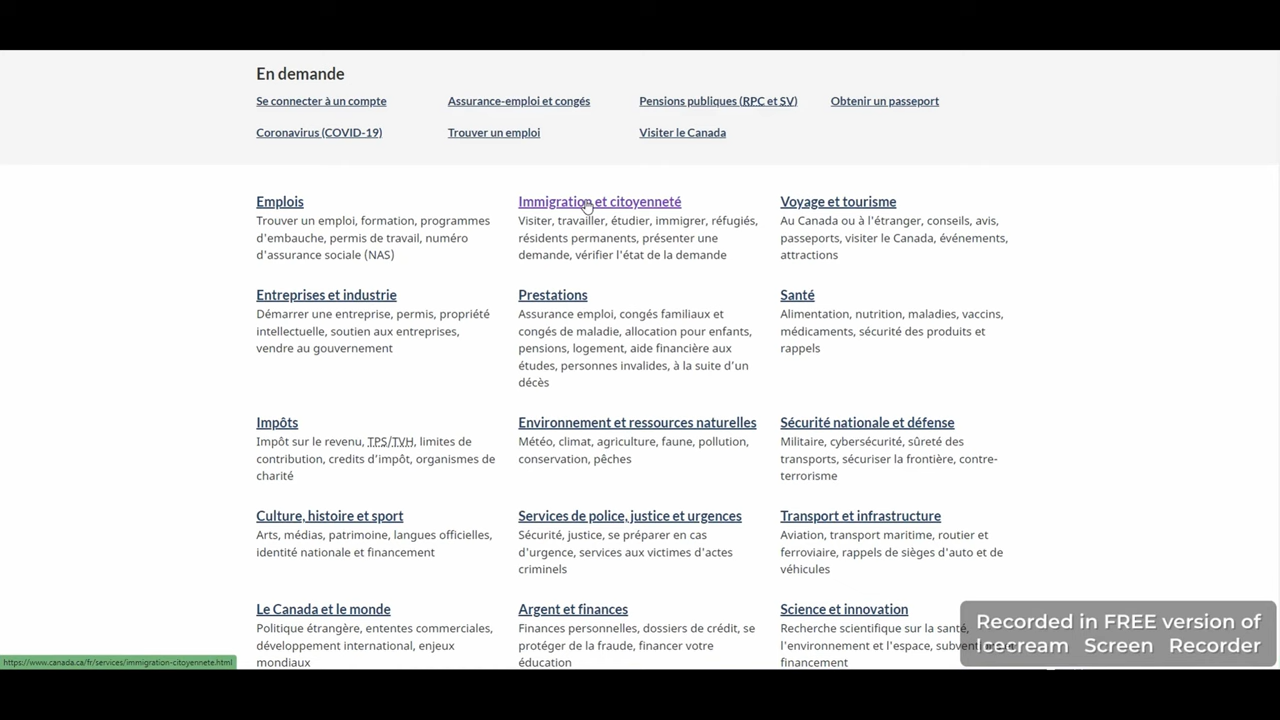 En demande
Se connecter à un compte
Assurance-emploi et congés
Pensions publiques (RPC et SV)
Obtenir un passeport
Coronavirus (COVID-19)
Trouver un emploi
Visiter le Canada
Emplois
Trouver un emploi, formation, programmes
d'embauche, permis de travail, numéro
d'assurance sociale (NAS)
Immigration et citoyenneté
Visiter, travailler, étudier, immigrer, réfugiés,
résidents permanents, présenter une
demande, vérifier l'état de la demande
Voyage et tourisme
Au Canada ou à l'étranger, conseils, avis,
passeports, visiter le Canada, événements,
attractions
Entreprises et industrie
Démarrer une entreprise, permis, propriété
intellectuelle, soutien aux entreprises,
vendre au gouvernement
Prestations
Assurance emploi, congés familiaux et
congés de maladie, allocation pour enfants,
pensions, logement, aide financière aux
études, personnes invalides, à la suite d'un
décès
Santé
Alimentation, nutrition, maladies, vaccins,
médicaments, sécurité des produits et
rappels
Impôts
Impôt sur le revenu, TPS/TVH, limites de
contribution, credits d'impôt, organismes de
charité
Environnement et ressources naturelles
Météo, climat, agriculture, faune, pollution,
conservation, pêches
Sécurité nationale et défense
Militaire, cybersécurité, sûreté des
transports, sécuriser la frontière, contre-
terrorisme
Culture, histoire et sport
Arts, médias, patrimoine, langues officielles,
identité nationale et financement
Services de police, justice et urgences
Sécurité, justice, se préparer en cas
d'urgence, services aux victimes d'actes
criminels
Transport et infrastructure
Aviation, transport maritime, routier et
ferroviaire, rappels de sièges d'auto et de
véhicules
Le Canada et le monde
Politique étrangère, ententes commerciales,
développement international, enjeux
mondiaux
Argent et finances
Finances personnelles, dossiers de crédit, se
protéger de la fraude, financer votre
éducation
Science et innovation
Recherche scientifique sur la santé,
l'environnement et l'espace,
financement
Recorded in FREE version of
Icecream Screen Recorder
https://www.canada.ca/fr/services/immigration-citoyennete.html